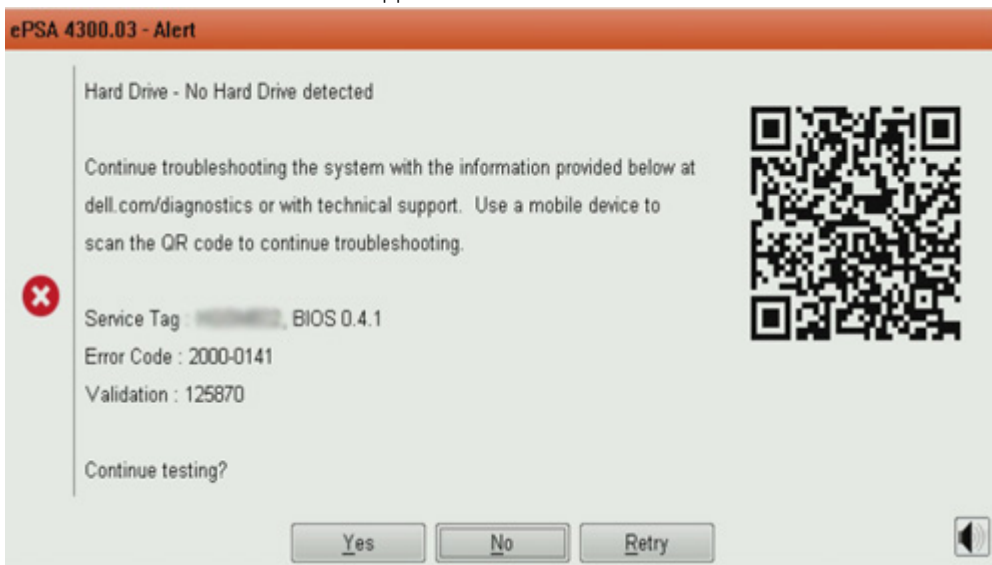 ePSA 4300.03 - Alert
Hard Drive - No Hard Drive detected
Continue troubleshooting the system with the information provided below at
dell.com/diagnostics or with technical support. Use a mobile device to
scan the QR code to continue troubleshooting.
Service Tag : , BIOS 0.4.1
Error Code : 2000-0141
Validation : 125870
Continue testing?
Yes No Retry